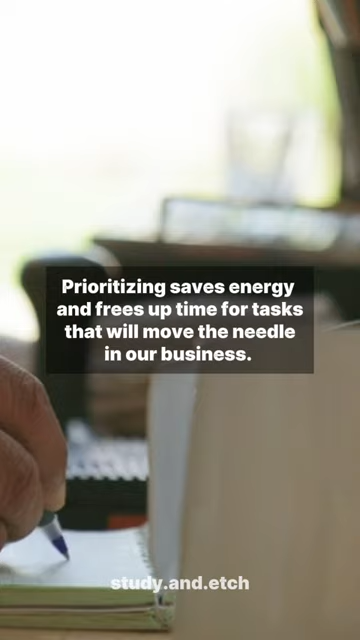 Prioritizing saves energy
and frees up time for tasks
that will move the needle
in our business.
study.and.etch